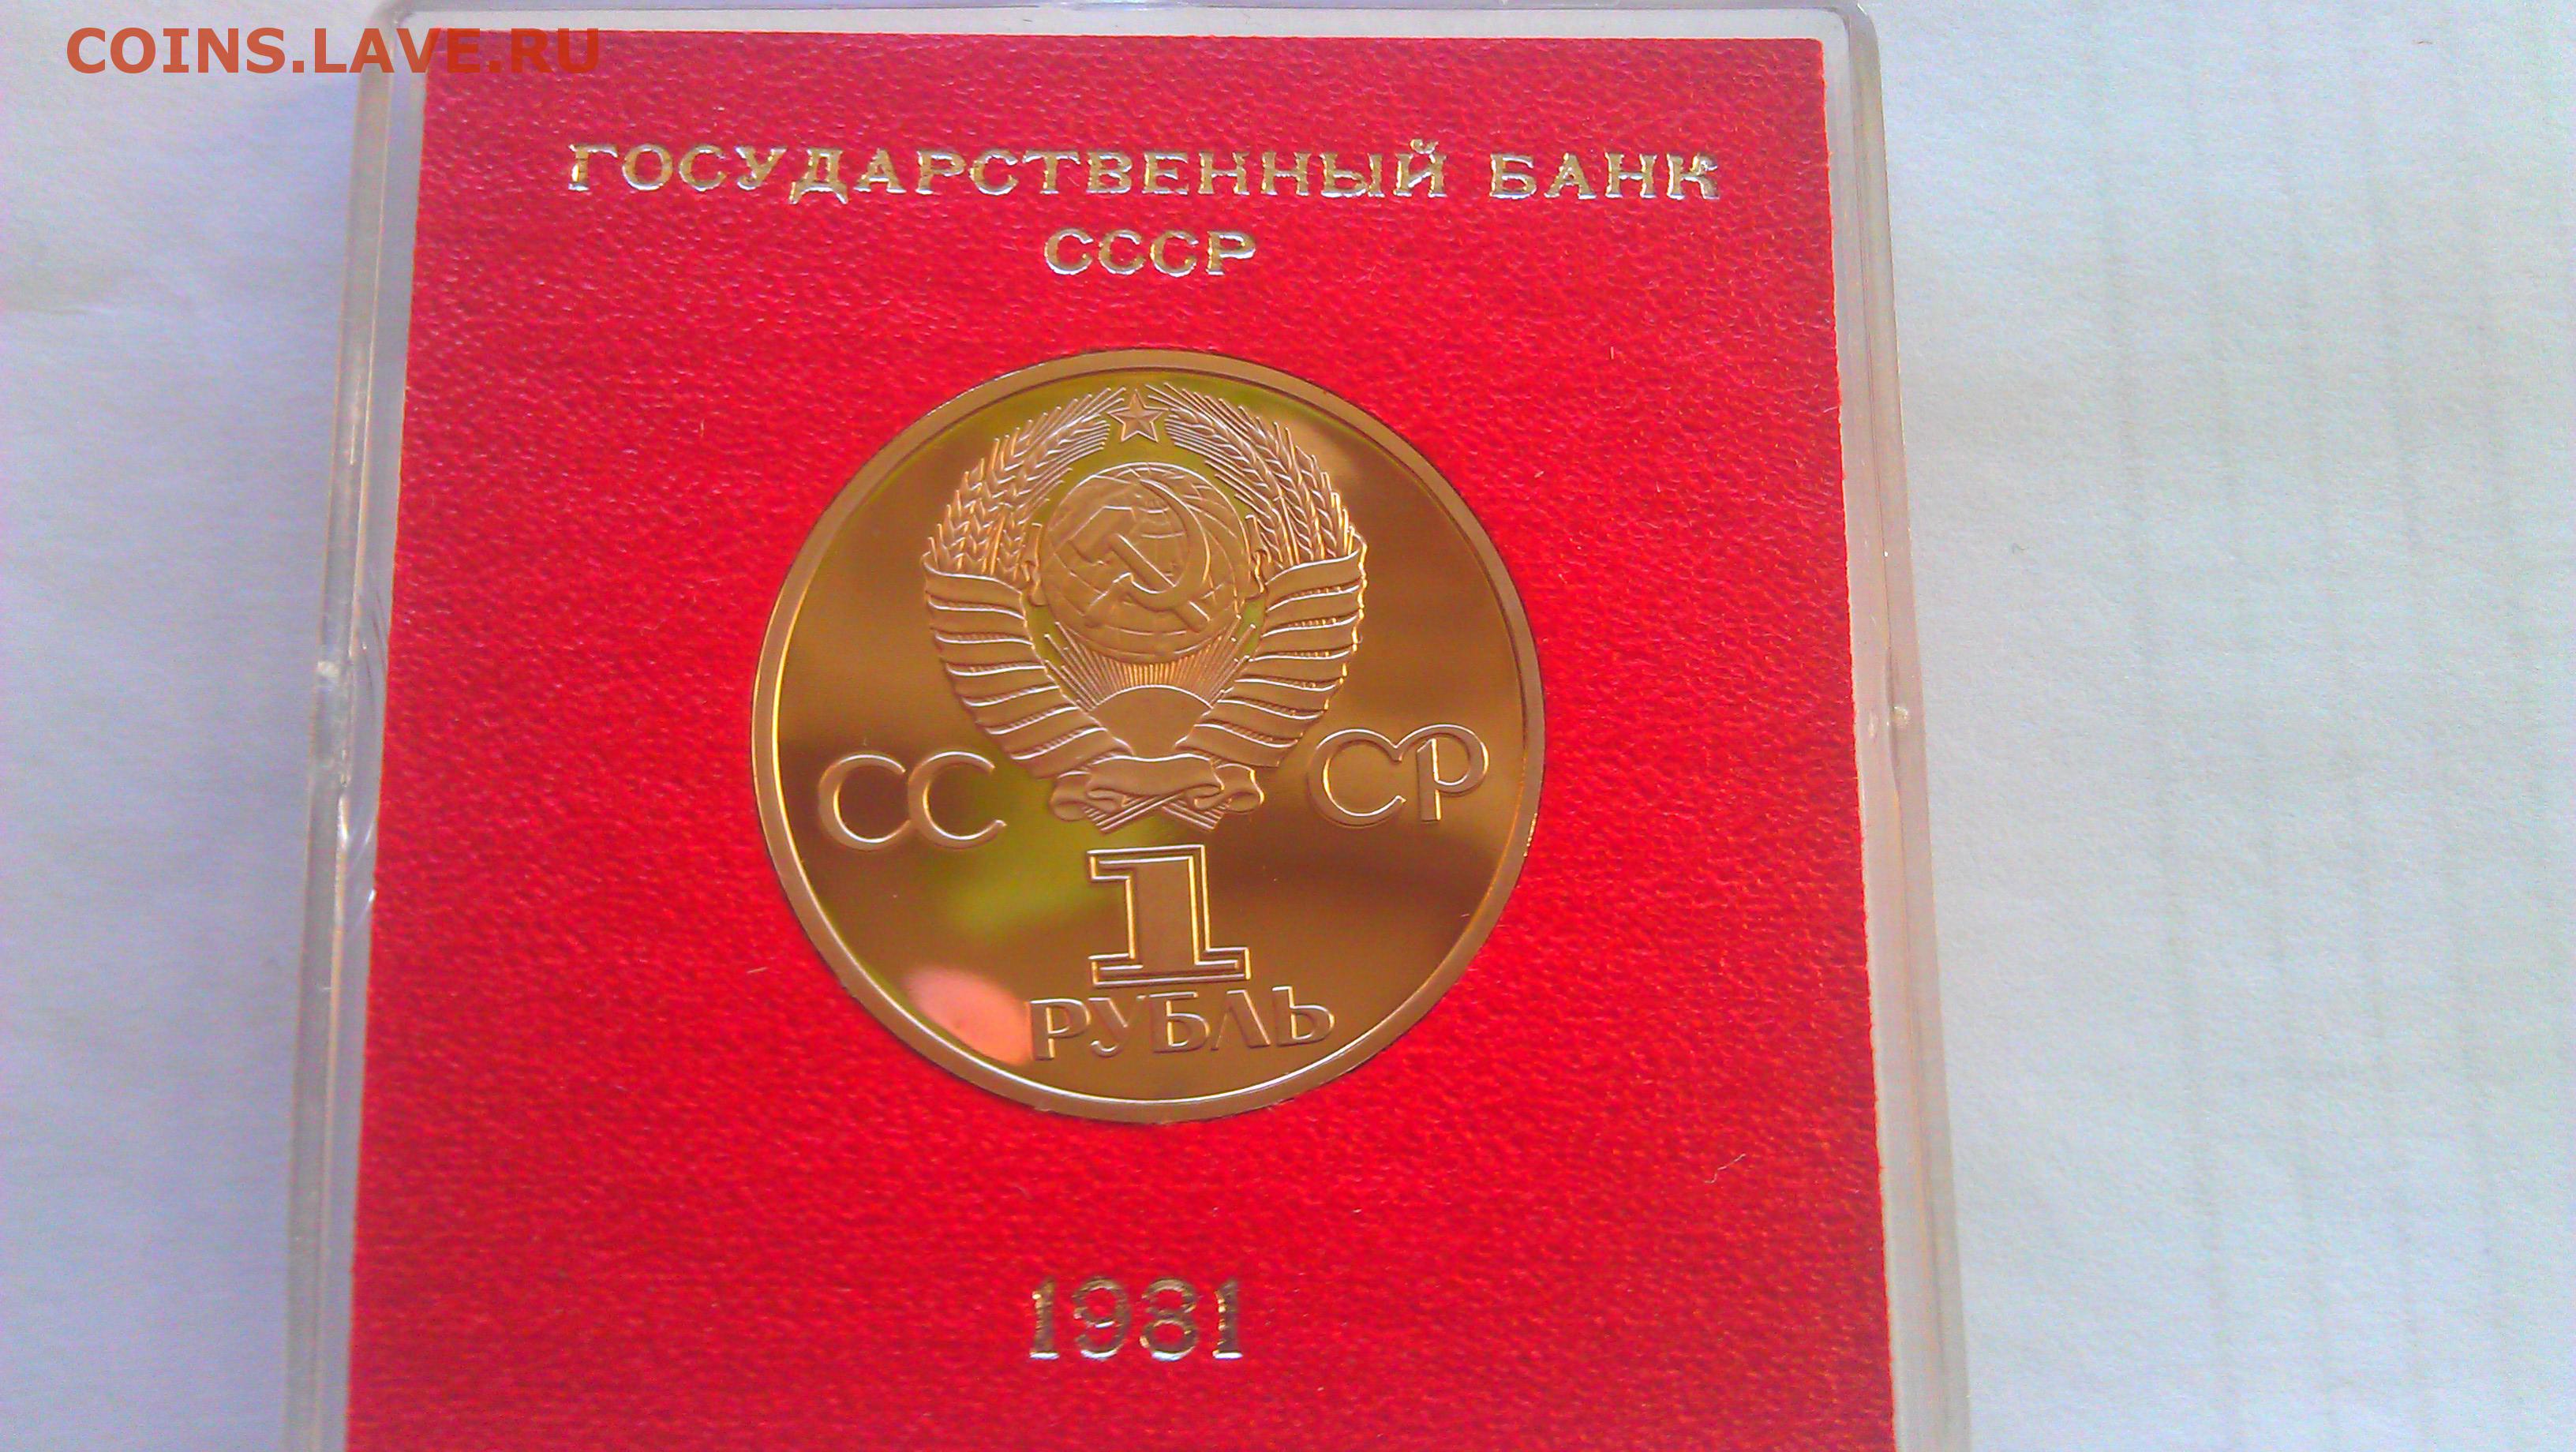 COINS.LAVE.RU
ГОСУДАРСТВЕННЫЙ БАНК
СССР
СС СР
1
РУБЛЬ
1981